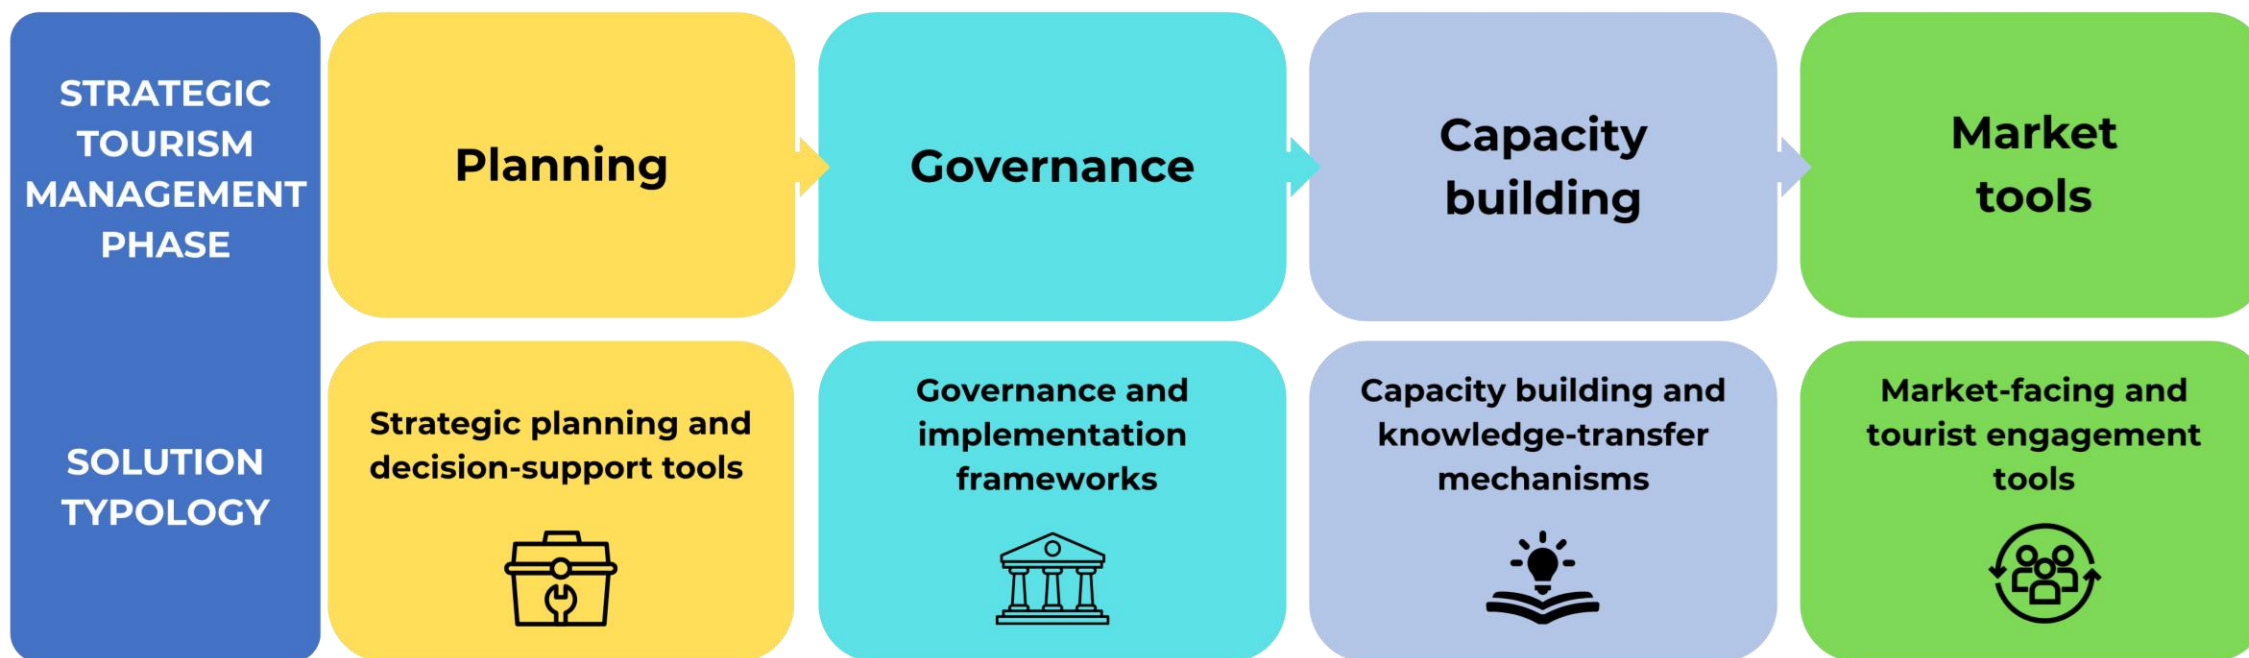 STRATEGIC
TOURISM
MANAGEMENT
PHASE
Planning
Governance
Capacity
building
Market
tools
SOLUTION
TYPOLOGY
Strategic planning and
decision-support tools
Governance and
implementation
frameworks
Capacity building and
knowledge-transfer
mechanisms
Market-facing and
tourist engagement
tools